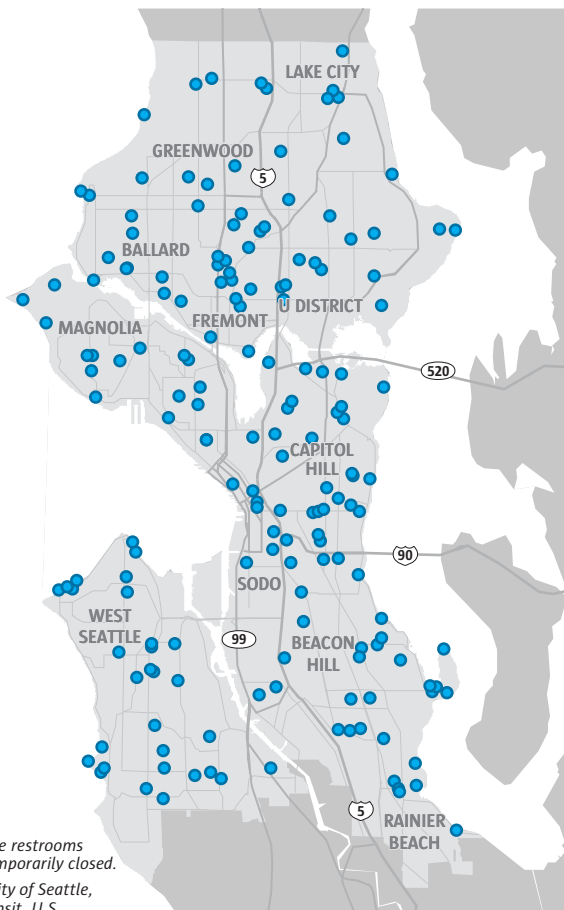 LAKE CITY
GREENWOOD
5
BALLARD
U DISTRICT
FREMONT
MAGNOLIA
520
CAPITOL
HILL
90
SODO
WEST
SEATTLE
99
BEACON
HILL
5
RAINIER
BEACH
e restrooms
mporarily closed.
ity of Seattle,